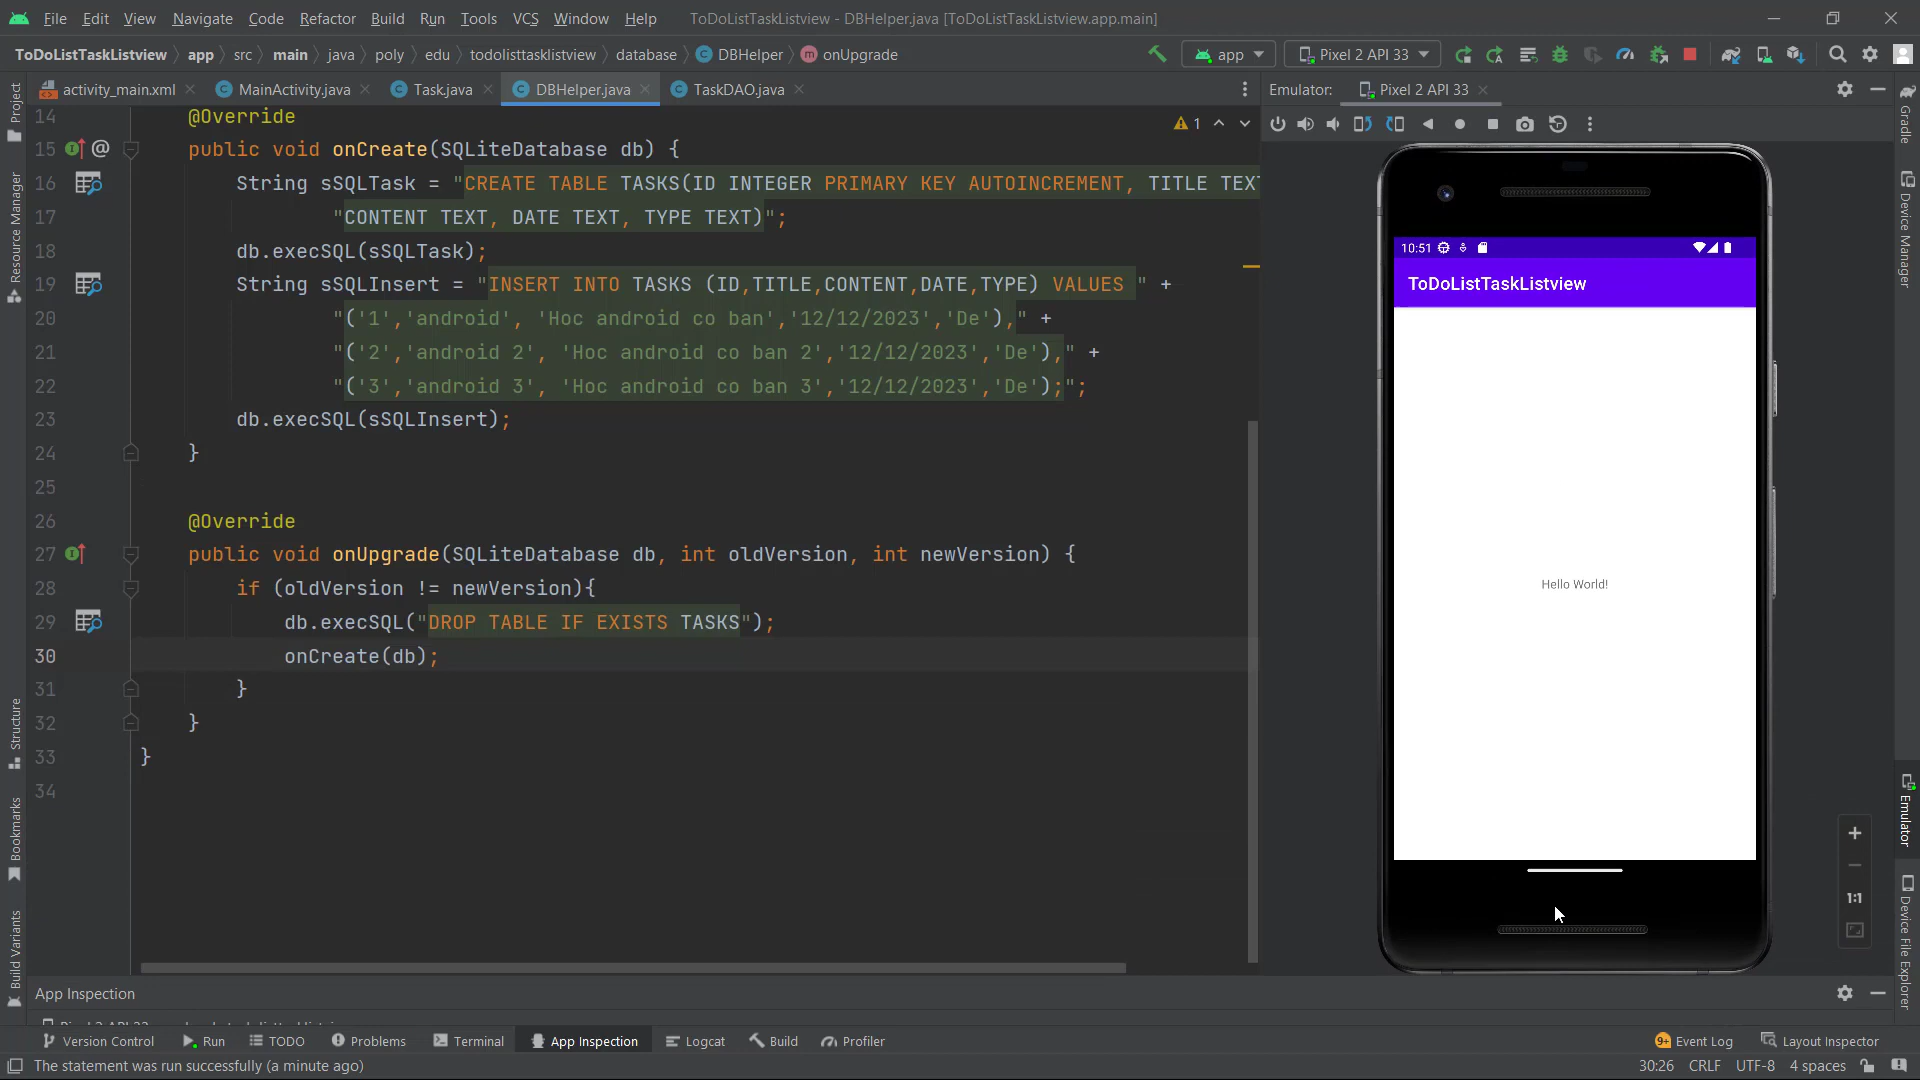 File Edit View Navigate Code Refactor Build Run Tools VCS Window Help ToDoListTaskListview - DBHelper.java [ToDoListTaskListview.app.main]
ToDoListTaskListview app src main java poly edu todolisttasklistview database DBHelper onUpgrade app Pixel 2 API 33
activity_main.xml MainActivity.java Task.java DBHelper.java TaskDAO.java Emulator: Pixel 2 API 33
14 @Override
1
15 @ public void onCreate(SQLiteDatabase db) {
16 String sSQLTask = "CREATE TABLE TASKS(ID INTEGER PRIMARY KEY AUTOINCREMENT, TITLE TEXT
17 "CONTENT TEXT, DATE TEXT, TYPE TEXT)";
18 db.execSQL(sSQLTask);
19 String sSQLInsert = "INSERT INTO TASKS (ID,TITLE,CONTENT,DATE,TYPE) VALUES " +
20 "('1','android', 'Hoc android co ban','12/12/2023','De')," +
21 "('2','android 2', 'Hoc android co ban 2','12/12/2023','De')," +
22 "('3','android 3', 'Hoc android co ban 3','12/12/2023','De');";
23 db.execSQL(sSQLInsert);
24 }
25
26 @Override
27 public void onUpgrade(SQLiteDatabase db, int oldVersion, int newVersion) {
28 if (oldVersion != newVersion){
29 db.execSQL("DROP TABLE IF EXISTS TASKS");
30 onCreate(db);
31 }
32 }
33 }
34
10:51
ToDoListTaskListview
Hello World!
1:1
Project
Resource Manager
Structure
Bookmarks
Build Variants
Gradle
Device Manager
Emulator
Device File Explorer
App Inspection
Version Control Run TODO Problems Terminal App Inspection Logcat Build Profiler 9+ Event Log Layout Inspector
The statement was run successfully (a minute ago) 30:26 CRLF UTF-8 4 spaces